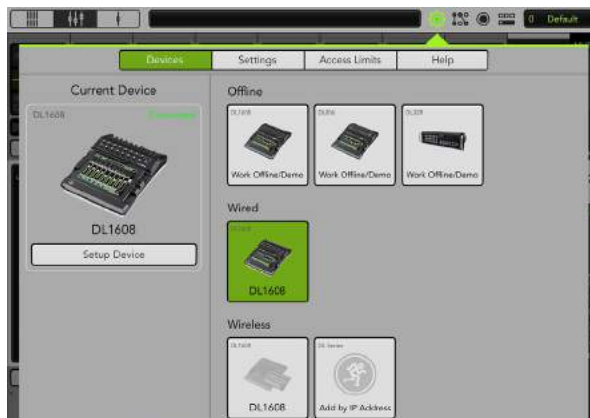 0 Default
Devices Settings Access Limits Help
Current Device
DL1608 Connected
DL1608
Setup Device
Offline
DL1608 DL806 DL32R
Work Offline/Demo Work Offline/Demo Work Offline/Demo
Wired
DL1608
DL1608
Wireless
DL1608 DL Series
DL1608 Add by IP Address